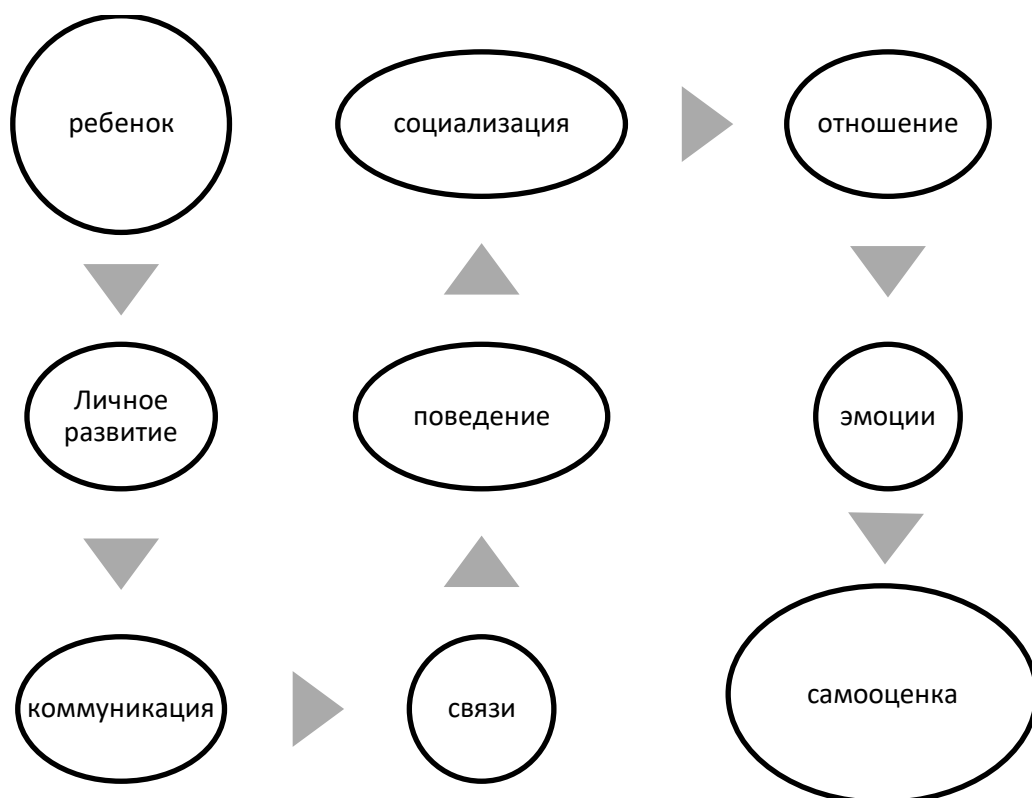 ребенок
социализация
отношение
Личное
развитие
поведение
эмоции
коммуникация
связи
самооценка